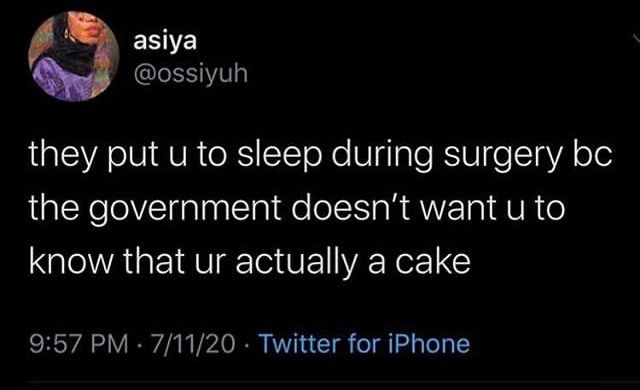 asiya
@ossiyuh
they put u to sleep during surgery bc
the government doesn’t want u to
know that ur actually a cake
9:57 PM · 7/11/20 · Twitter for iPhone